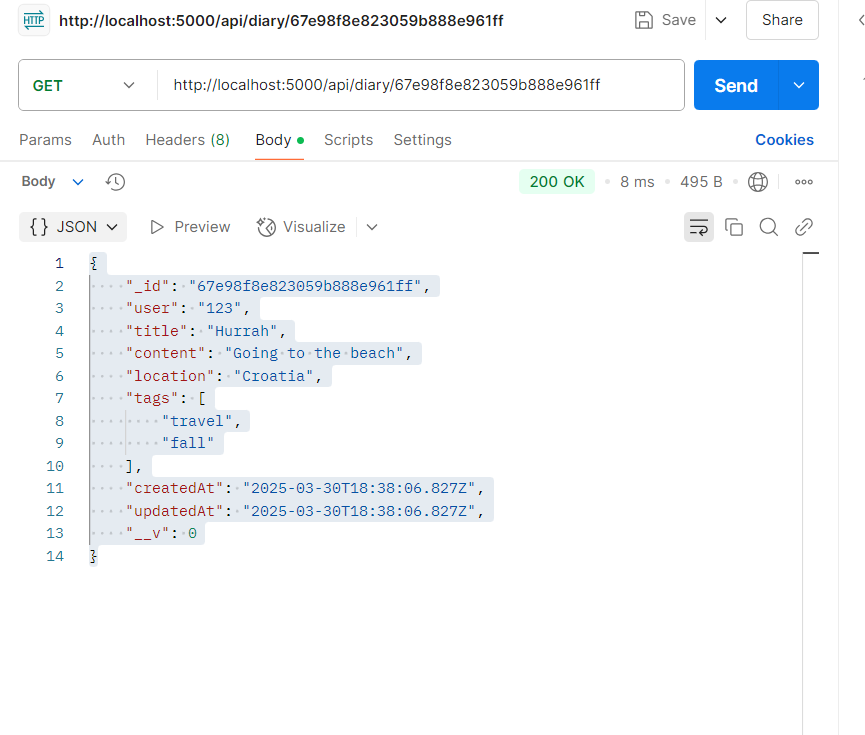 HTTP http://localhost:5000/api/diary/67e98f8e823059b888e961ff Save Share
GET http://localhost:5000/api/diary/67e98f8e823059b888e961ff Send
Params Auth Headers (8) Body Scripts Settings Cookies
Body 200 OK 8 ms 495 B
{} JSON Preview Visualize
1 {
2 "_id": "67e98f8e823059b888e961ff",
3 "user": "123",
4 "title": "Hurrah",
5 "content": "Going to the beach",
6 "location": "Croatia",
7 "tags": [
8 "travel",
9 "fall"
10 ],
11 "createdAt": "2025-03-30T18:38:06.827Z",
12 "updatedAt": "2025-03-30T18:38:06.827Z",
13 "__v": 0
14 }